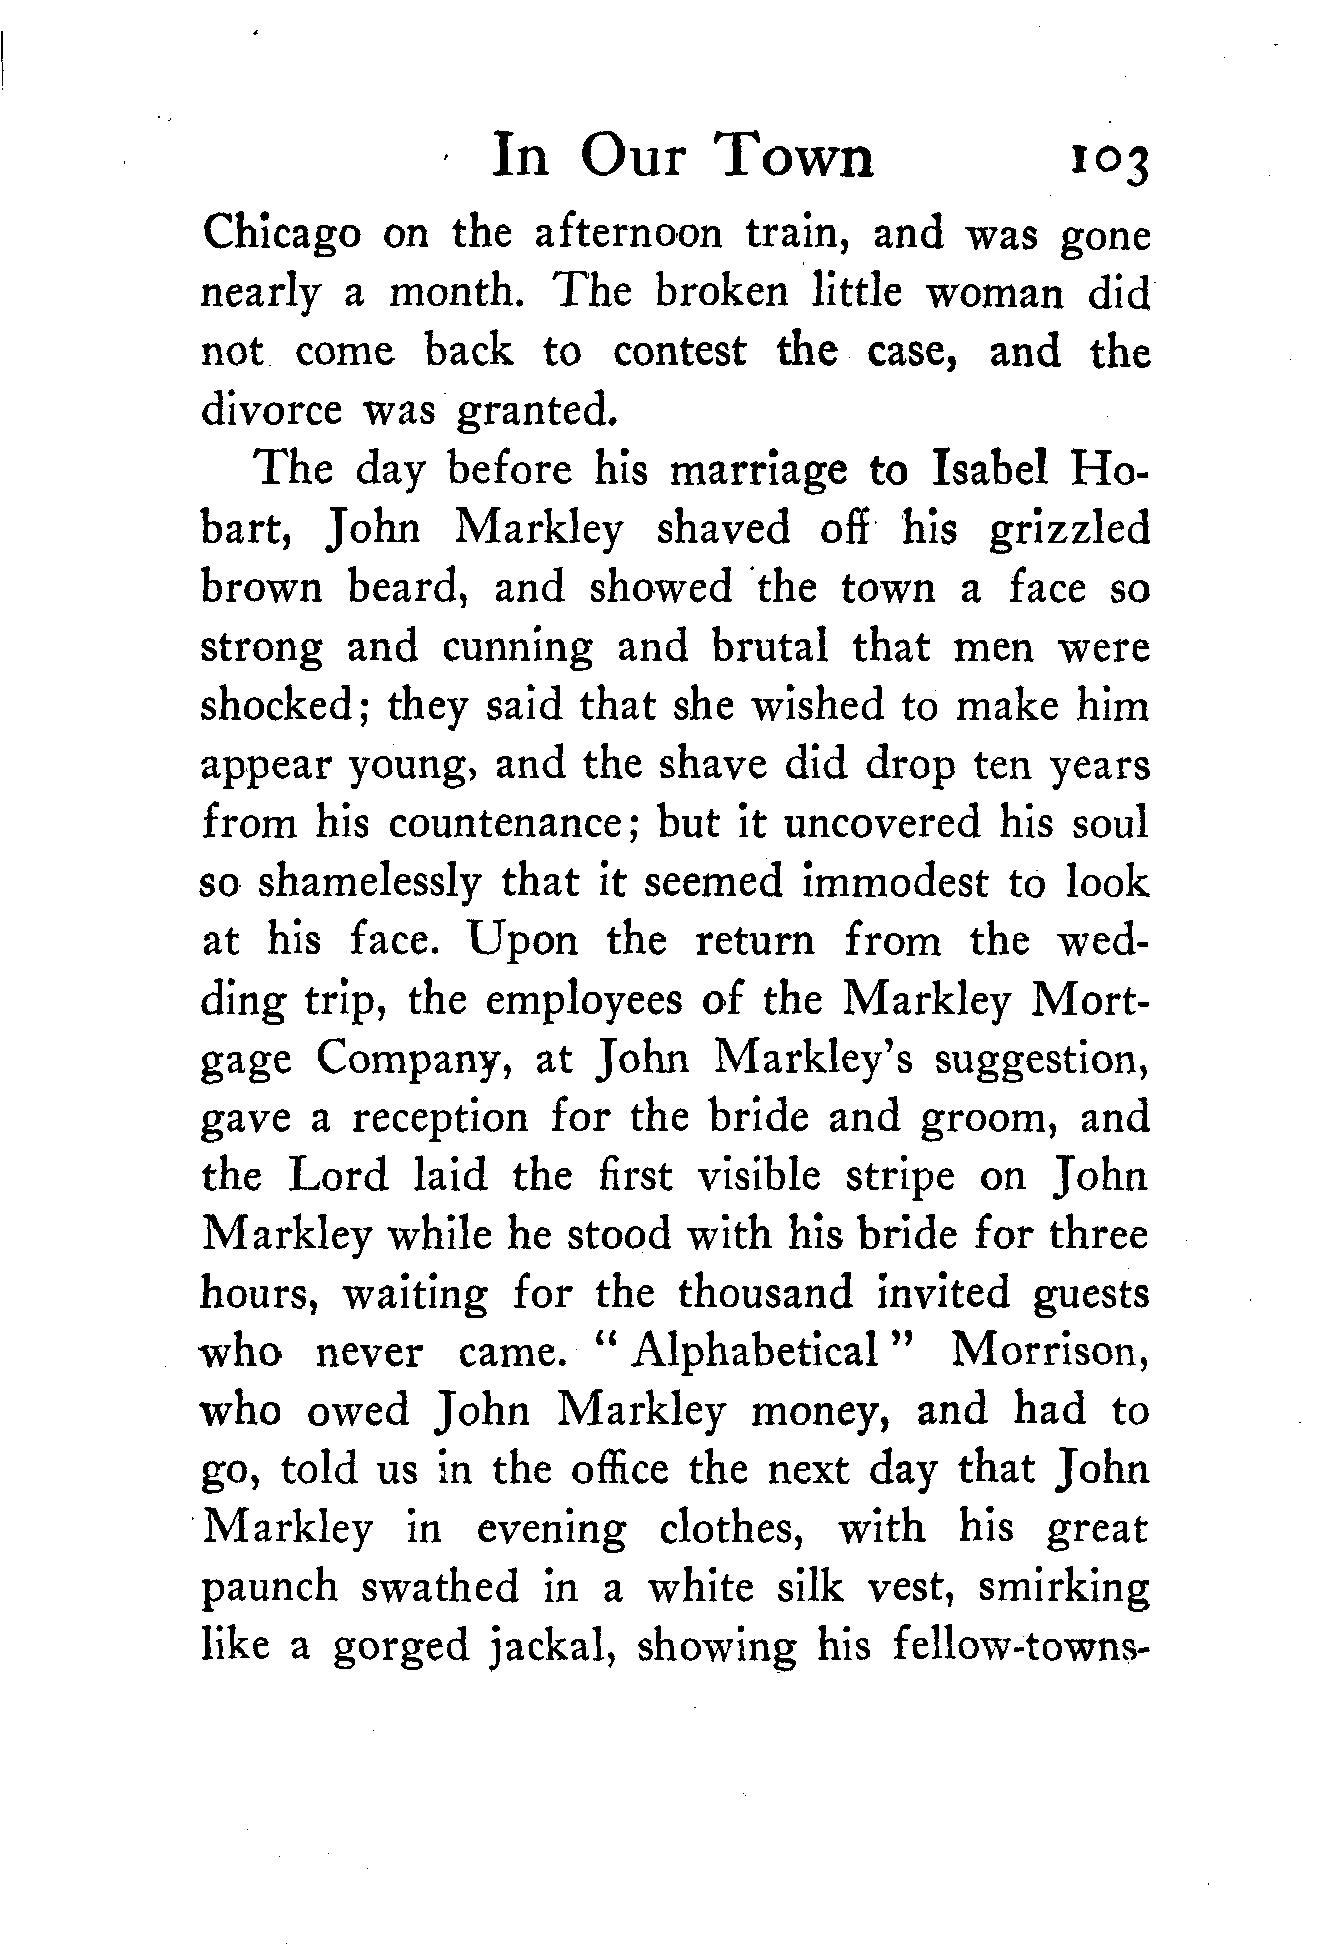 In Our Town 103
Chicago on the afternoon train, and was gone
nearly a month. The broken little woman did
not come back to contest the case, and the
divorce was granted.
The day before his marriage to Isabel Ho-
bart, John Markley shaved off his grizzled
brown beard, and showed the town a face so
strong and cunning and brutal that men were
shocked; they said that she wished to make him
appear young, and the shave did drop ten years
from his countenance; but it uncovered his soul
so shamelessly that it seemed immodest to look
at his face. Upon the return from the wed-
ding trip, the employees of the Markley Mort-
gage Company, at John Markley's suggestion,
gave a reception for the bride and groom, and
the Lord laid the first visible stripe on John
Markley while he stood with his bride for three
hours, waiting for the thousand invited guests
who never came. " Alphabetical " Morrison,
who owed John Markley money, and had to
go, told us in the office the next day that John
Markley in evening clothes, with his great
paunch swathed in a white silk vest, smirking
like a gorged jackal, showing his fellow-towns-